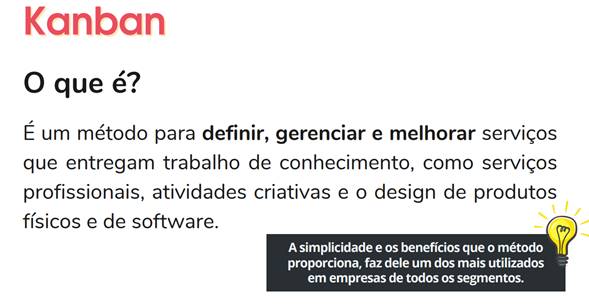 Kanban
O que é?
É um método para definir, gerenciar e melhorar serviços
que entregam trabalho de conhecimento, como serviços
profissionais, atividades criativas e o design de produtos
físicos e de software.
A simplicidade e os benefícios que o método
proporciona, faz dele um dos mais utilizados
em empresas de todos os segmentos.